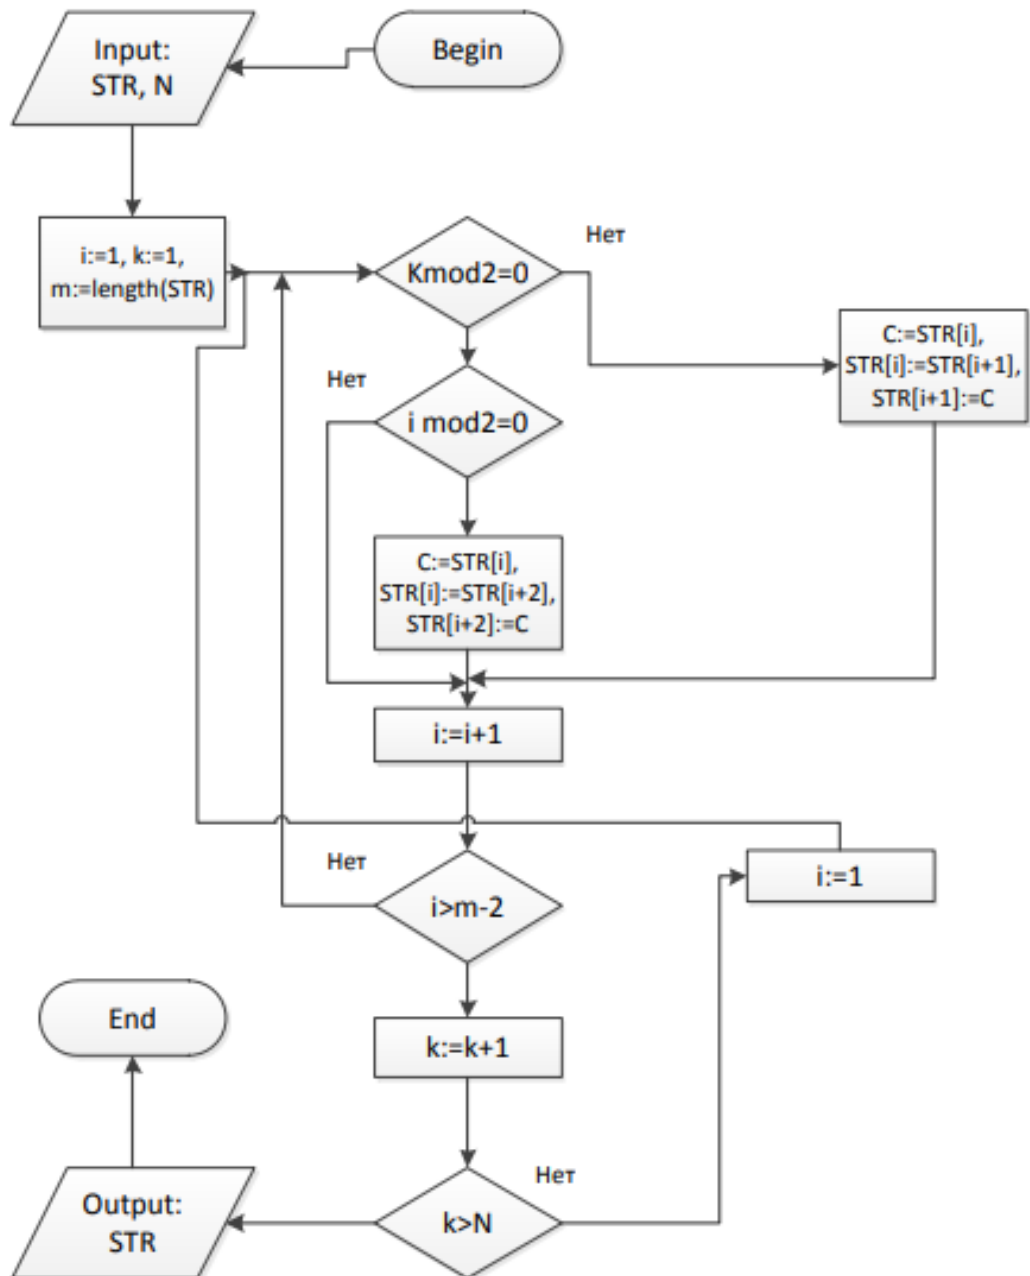 Begin
Input:
STR, N
i:=1, k:=1,
m:=length(STR)
Kmod2=0
Нет
C:=STR[i],
STR[i]:=STR[i+1],
STR[i+1]:=C
i mod2=0
Нет
C:=STR[i],
STR[i]:=STR[i+2],
STR[i+2]:=C
i:=i+1
i>m-2
Нет
i:=1
k:=k+1
k>N
Нет
Output:
STR
End